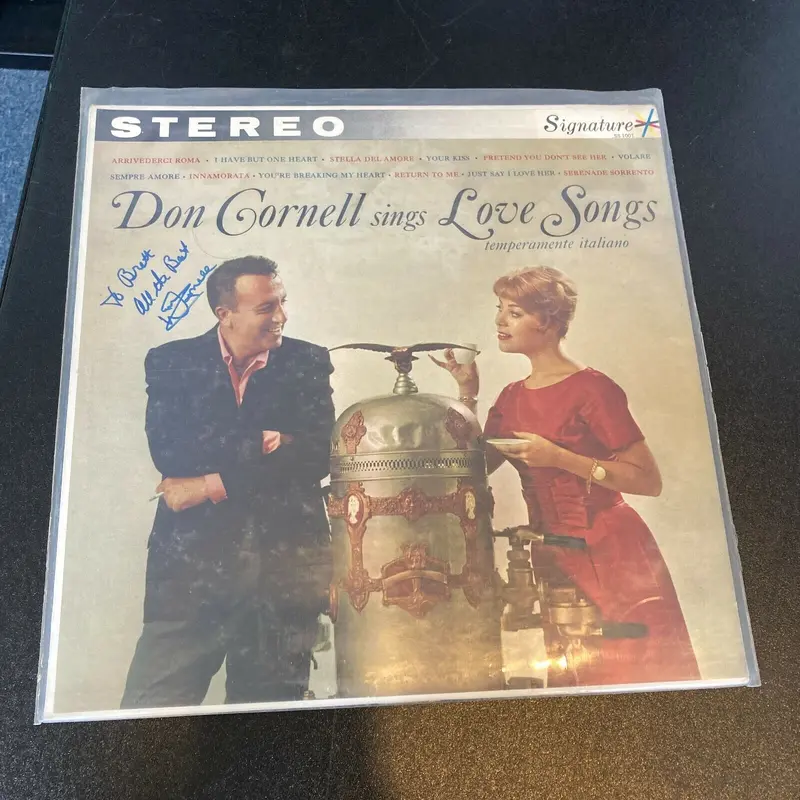 STEREO
Signature
SS 1001
ARRIVEDERCI ROMA • I HAVE BUT ONE HEART • STELLA DEL AMORE • YOUR KISS • PRETEND YOU DON'T SEE HER • VOLARE
SEMPRE AMORE • INNAMORATA • YOU'RE BREAKING MY HEART • RETURN TO ME • JUST SAY I LOVE HER • SERENADE SORRENTO
Don Cornell sings Love Songs
temperamente italiano
To Brett
All the Best
Don Cornell